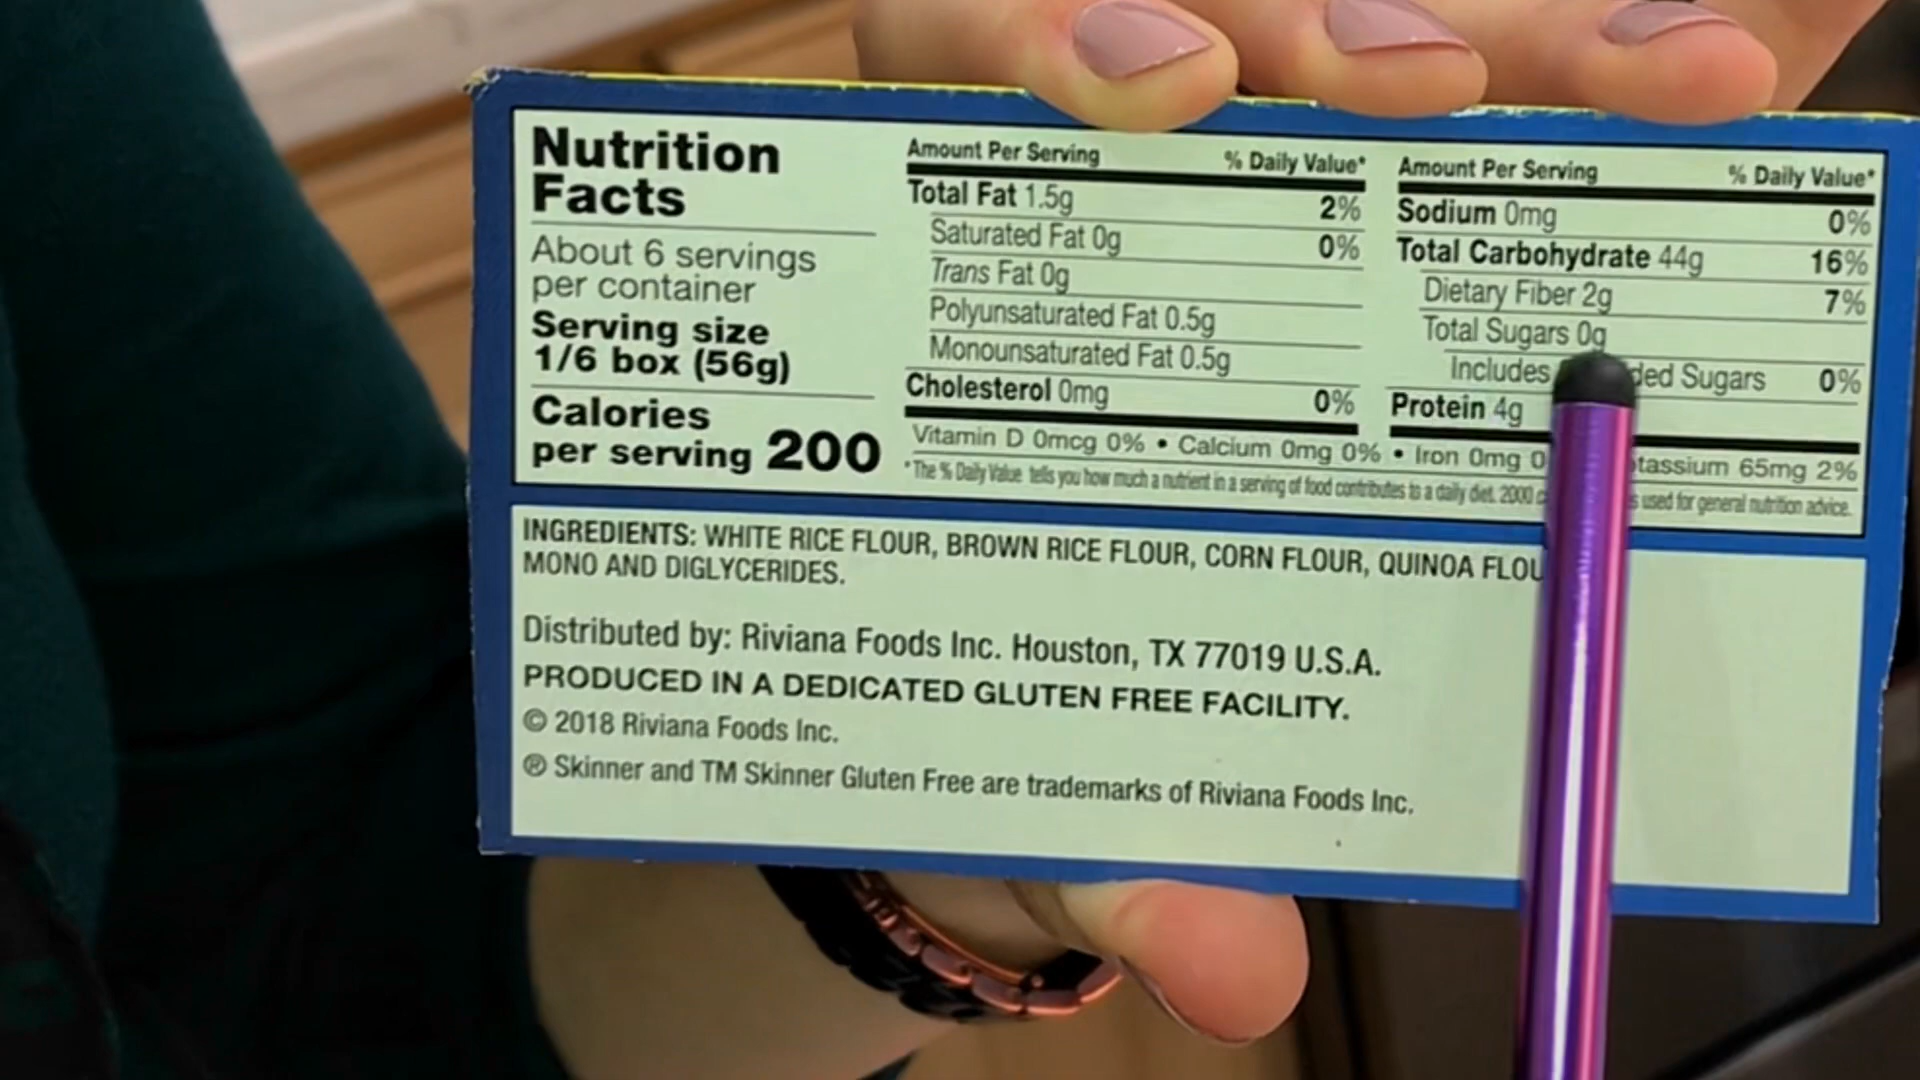 Nutrition
Facts
About 6 servings
per container
Serving size
1/6 box (56g)
Calories
per serving 200
Amount Per Serving % Daily Value*
Total Fat 1.5g 2%
Saturated Fat 0g 0%
Trans Fat 0g
Polyunsaturated Fat 0.5g
Monounsaturated Fat 0.5g
Cholesterol 0mg 0%
Amount Per Serving % Daily Value*
Sodium 0mg 0%
Total Carbohydrate 44g 16%
Dietary Fiber 2g 7%
Total Sugars 0g
Includes ded Sugars 0%
Protein 4g
Vitamin D 0mcg 0% • Calcium 0mg 0% • Iron 0mg 0 tassium 65mg 2%
*The % Daily Value tells you how much a nutrient in a serving of food contributes to a daily diet. 2000 c s used for general nutrition advice.
INGREDIENTS: WHITE RICE FLOUR, BROWN RICE FLOUR, CORN FLOUR, QUINOA FLOU
MONO AND DIGLYCERIDES.
Distributed by: Riviana Foods Inc. Houston, TX 77019 U.S.A.
PRODUCED IN A DEDICATED GLUTEN FREE FACILITY.
© 2018 Riviana Foods Inc.
® Skinner and TM Skinner Gluten Free are trademarks of Riviana Foods Inc.